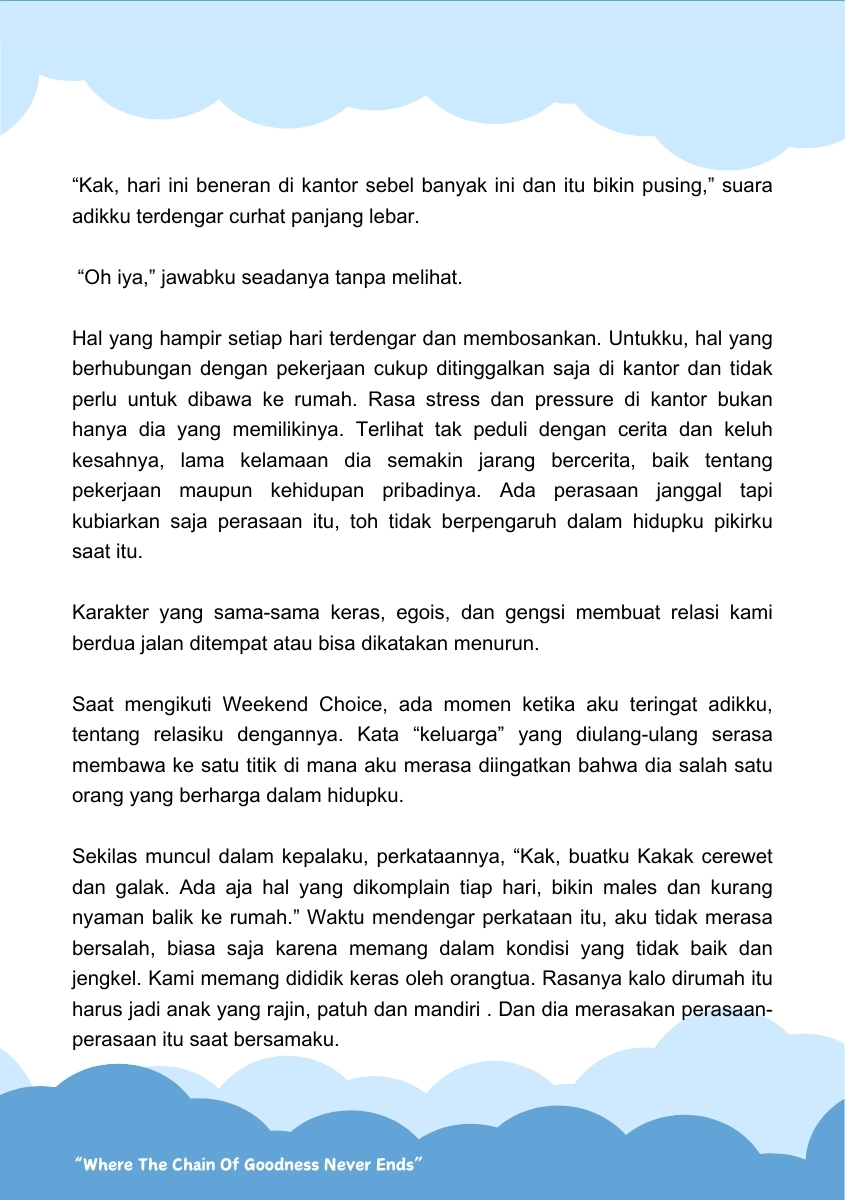 “Kak, hari ini beneran di kantor sebel banyak ini dan itu bikin pusing,” suara
adikku terdengar curhat panjang lebar.
“Oh iya,” jawabku seadanya tanpa melihat.
Hal yang hampir setiap hari terdengar dan membosankan. Untukku, hal yang
berhubungan dengan pekerjaan cukup ditinggalkan saja di kantor dan tidak
perlu untuk dibawa ke rumah. Rasa stress dan pressure di kantor bukan
hanya dia yang memilikinya. Terlihat tak peduli dengan cerita dan keluh
kesahnya, lama kelamaan dia semakin jarang bercerita, baik tentang
pekerjaan maupun kehidupan pribadinya. Ada perasaan janggal tapi
kubiarkan saja perasaan itu, toh tidak berpengaruh dalam hidupku pikirku
saat itu.
Karakter yang sama-sama keras, egois, dan gengsi membuat relasi kami
berdua jalan ditempat atau bisa dikatakan menurun.
Saat mengikuti Weekend Choice, ada momen ketika aku teringat adikku,
tentang relasiku dengannya. Kata “keluarga” yang diulang-ulang serasa
membawa ke satu titik di mana aku merasa diingatkan bahwa dia salah satu
orang yang berharga dalam hidupku.
Sekilas muncul dalam kepalaku, perkataannya, “Kak, buatku Kakak cerewet
dan galak. Ada aja hal yang dikomplain tiap hari, bikin males dan kurang
nyaman balik ke rumah.” Waktu mendengar perkataan itu, aku tidak merasa
bersalah, biasa saja karena memang dalam kondisi yang tidak baik dan
jengkel. Kami memang dididik keras oleh orangtua. Rasanya kalo dirumah itu
harus jadi anak yang rajin, patuh dan mandiri . Dan dia merasakan perasaan-
perasaan itu saat bersamaku.
“Where The Chain Of Goodness Never Ends”